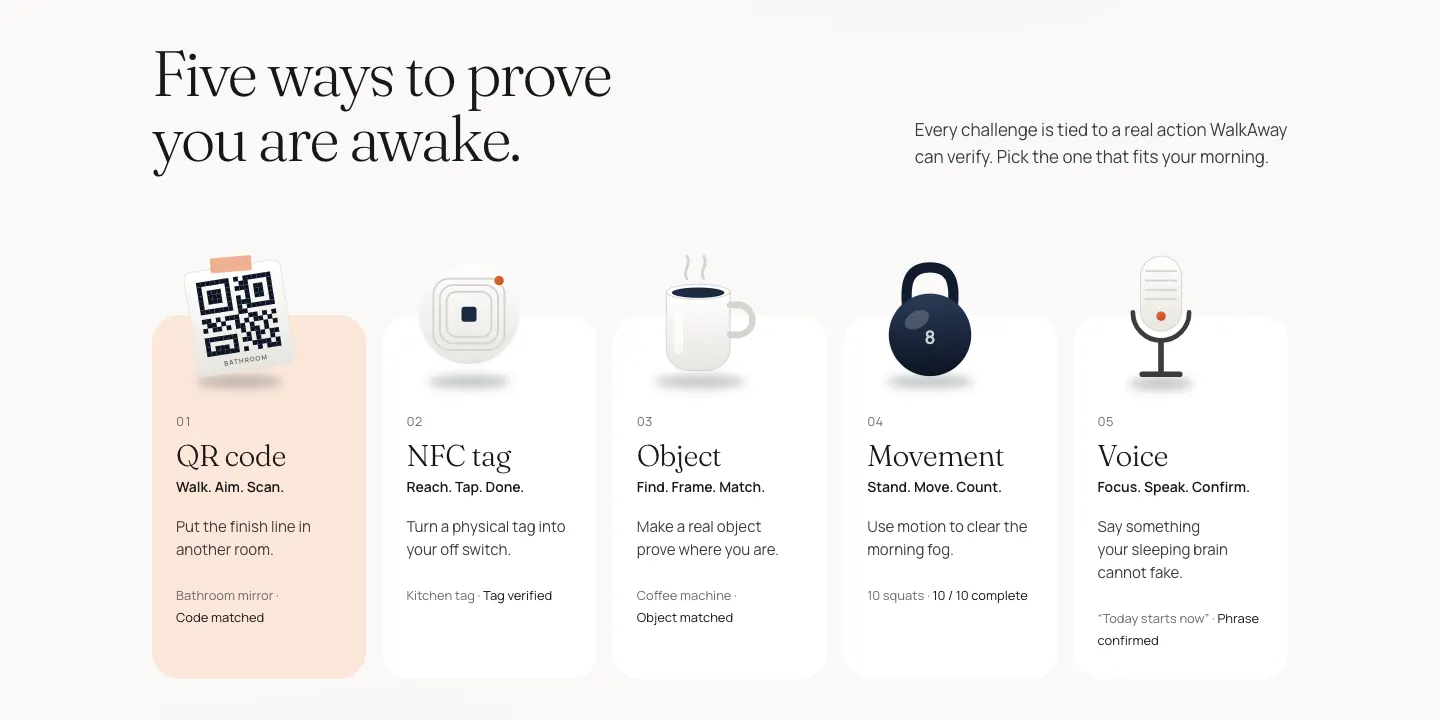 Five ways to prove
you are awake.
Every challenge is tied to a real action WalkAway
can verify. Pick the one that fits your morning.
BATHROOM
01
QR code
Walk. Aim. Scan.
Put the finish line in
another room.
Bathroom mirror ·
Code matched
02
NFC tag
Reach. Tap. Done.
Turn a physical tag into
your off switch.
Kitchen tag · Tag verified
03
Object
Find. Frame. Match.
Make a real object
prove where you are.
Coffee machine ·
Object matched
8
04
Movement
Stand. Move. Count.
Use motion to clear the
morning fog.
10 squats · 10 / 10 complete
05
Voice
Focus. Speak. Confirm.
Say something
your sleeping brain
cannot fake.
“Today starts now” · Phrase
confirmed